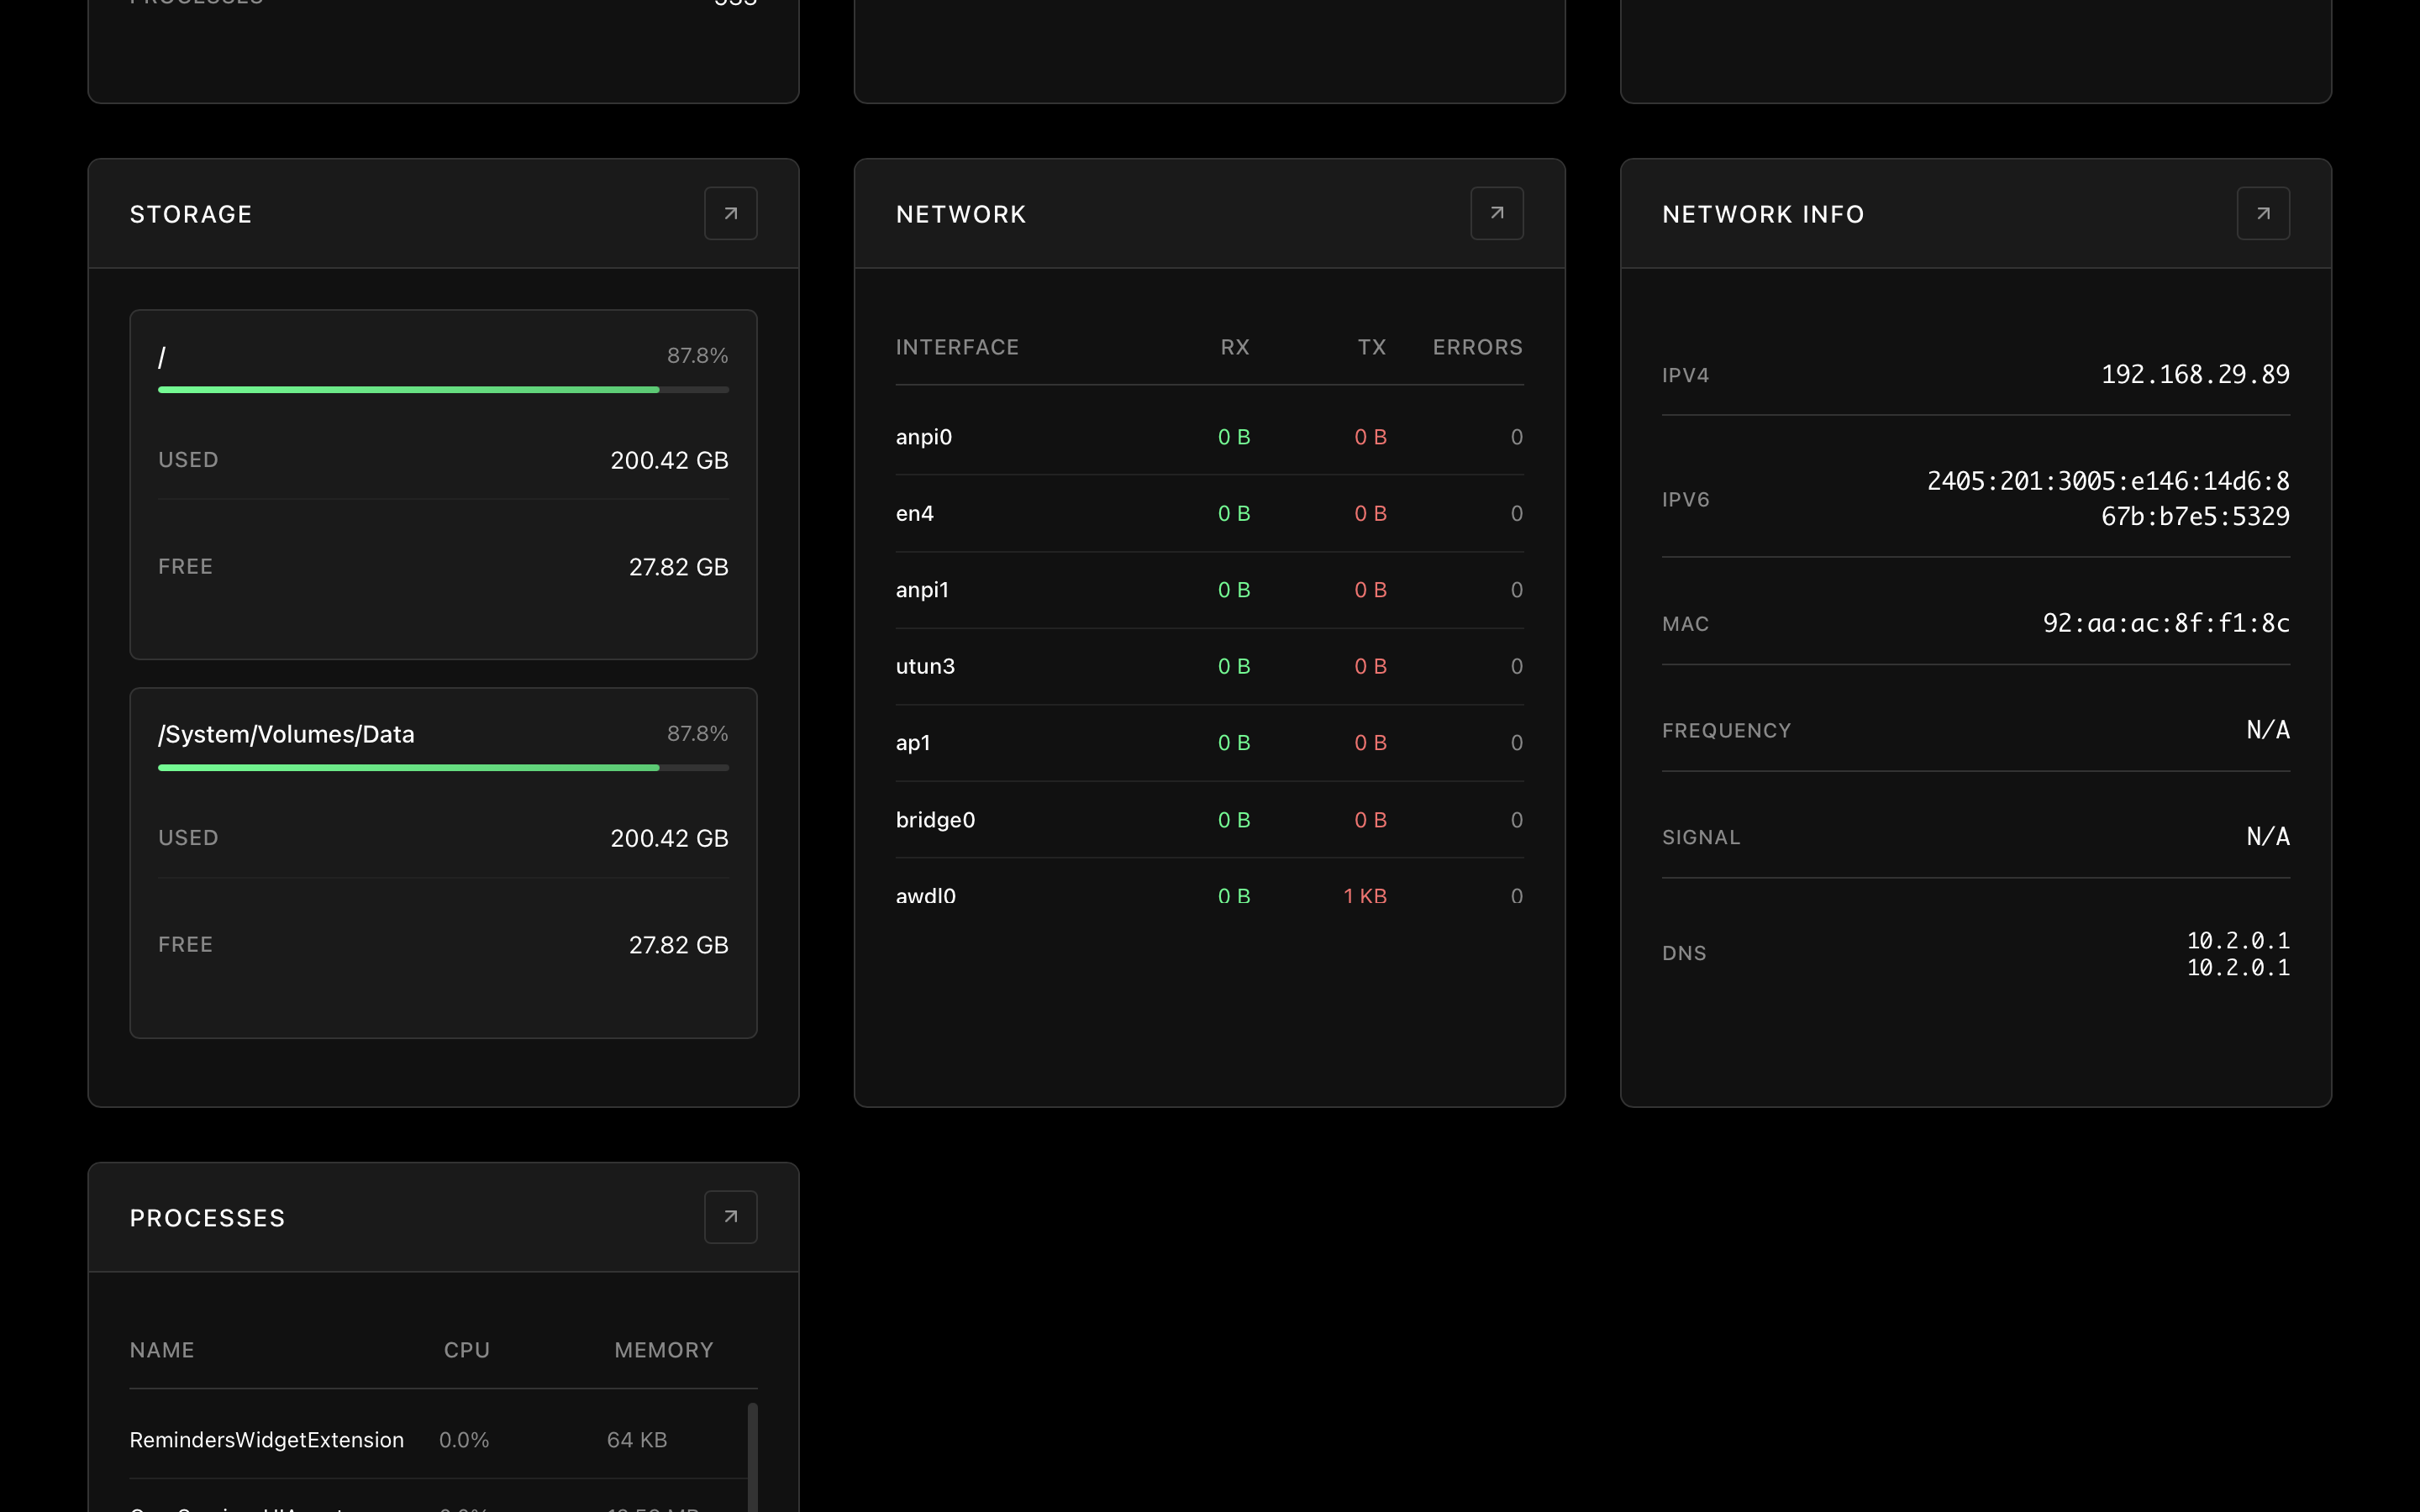 PROCESSES
STORAGE
/
87.8%
USED
200.42 GB
FREE
27.82 GB
/System/Volumes/Data
87.8%
USED
200.42 GB
FREE
27.82 GB
NETWORK
INTERFACE RX TX ERRORS
anpi0 0 B 0 B 0
en4 0 B 0 B 0
anpi1 0 B 0 B 0
utun3 0 B 0 B 0
ap1 0 B 0 B 0
bridge0 0 B 0 B 0
awdl0 0 B 1 KB 0
NETWORK INFO
IPV4 192.168.29.89
IPV6 2405:201:3005:e146:14d6:8
67b:b7e5:5329
MAC 92:aa:ac:8f:f1:8c
FREQUENCY N/A
SIGNAL N/A
DNS 10.2.0.1
10.2.0.1
PROCESSES
NAME CPU MEMORY
RemindersWidgetExtension 0.0% 64 KB